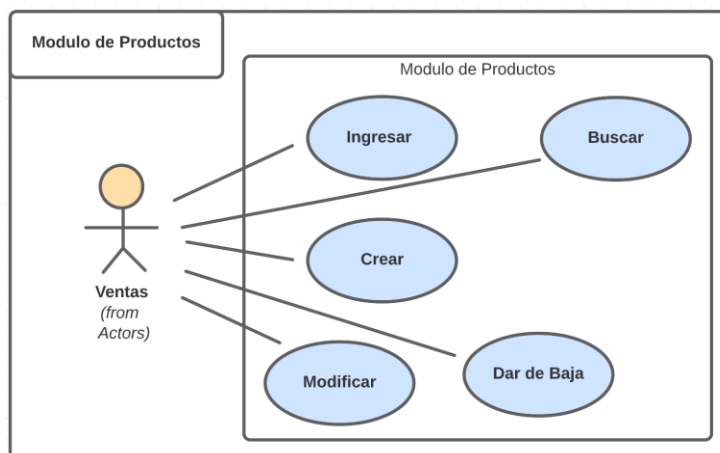 Modulo de Productos
Modulo de Productos
Ingresar
Buscar
Crear
Ventas
(from
Actors)
Modificar
Dar de Baja